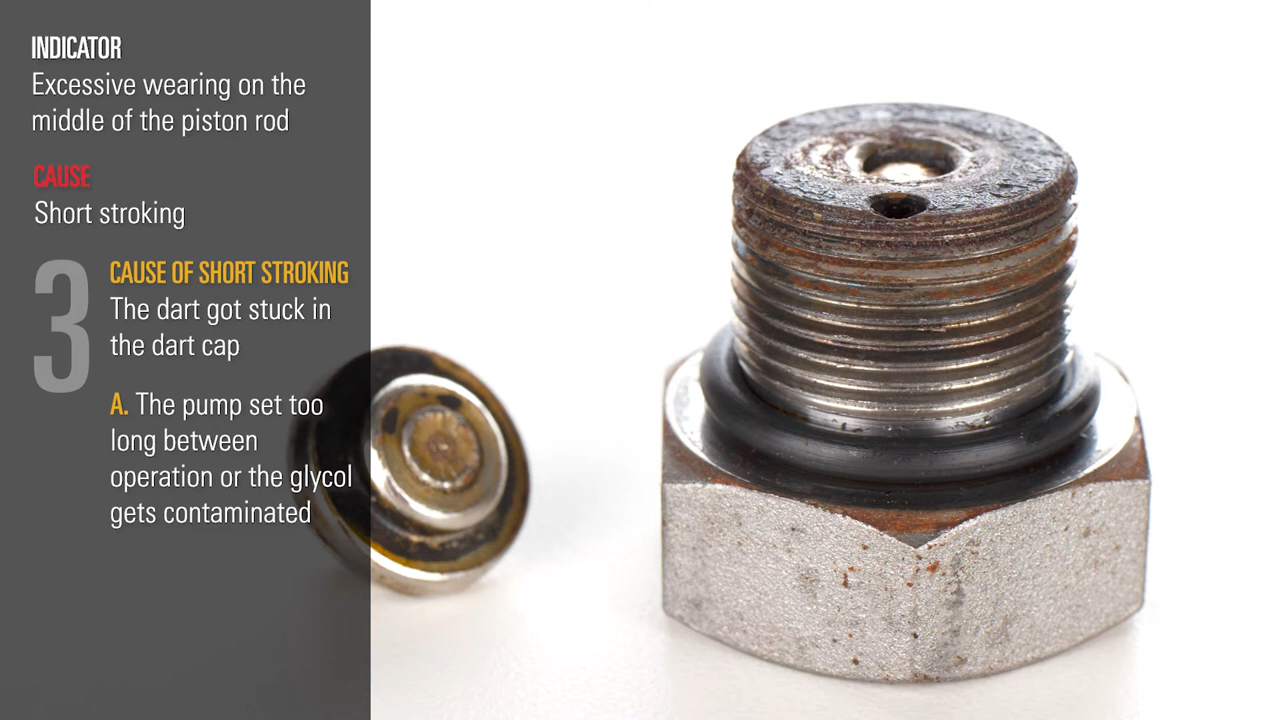 INDICATOR
Excessive wearing on the
middle of the piston rod
CAUSE
Short stroking
3
CAUSE OF SHORT STROKING
The dart got stuck in
the dart cap
A. The pump set too
long between
operation or the glycol
gets contaminated